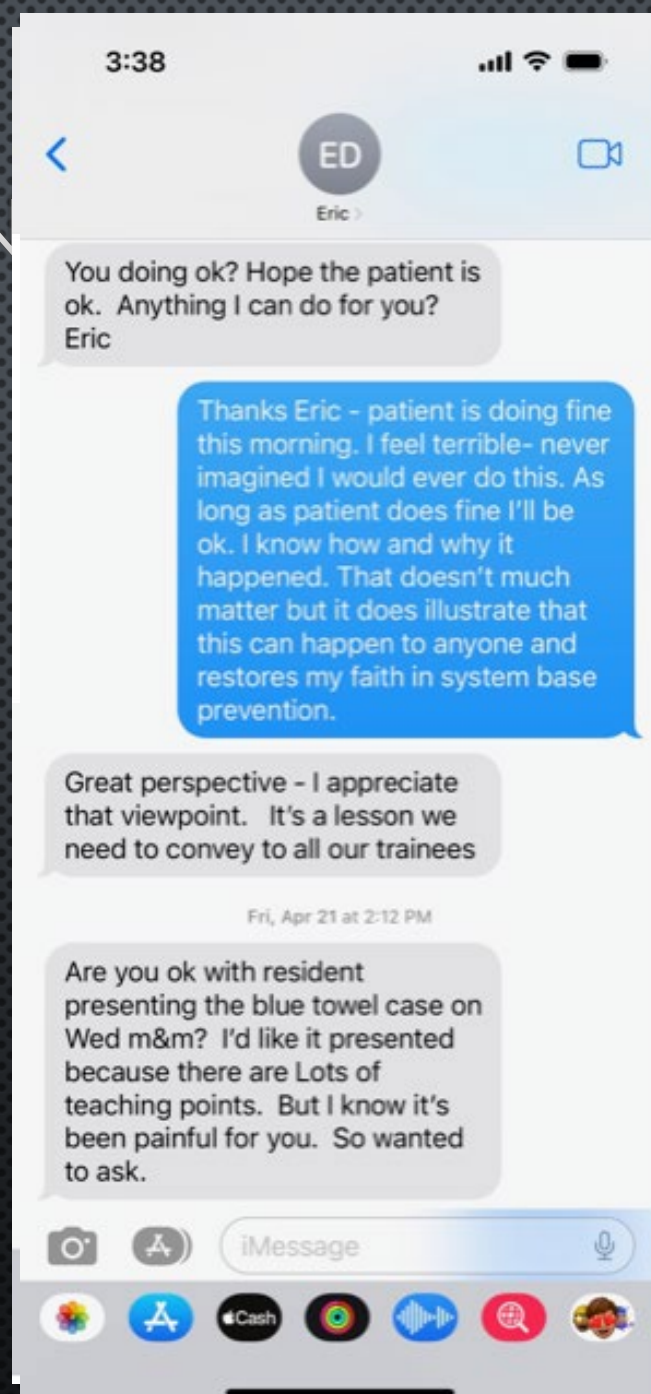 3:38
ED
Eric >
You doing ok? Hope the patient is
ok.  Anything I can do for you?
Eric
Thanks Eric - patient is doing fine
this morning. I feel terrible- never
imagined I would ever do this. As
long as patient does fine I'll be
ok. I know how and why it
happened. That doesn't much
matter but it does illustrate that
this can happen to anyone and
restores my faith in system base
prevention.
Great perspective - I appreciate
that viewpoint.   It's a lesson we
need to convey to all our trainees
Fri, Apr 21 at 2:12 PM
Are you ok with resident
presenting the blue towel case on
Wed m&m?  I'd like it presented
because there are Lots of
teaching points.  But I know it's
been painful for you.  So wanted
to ask.
iMessage
Cash